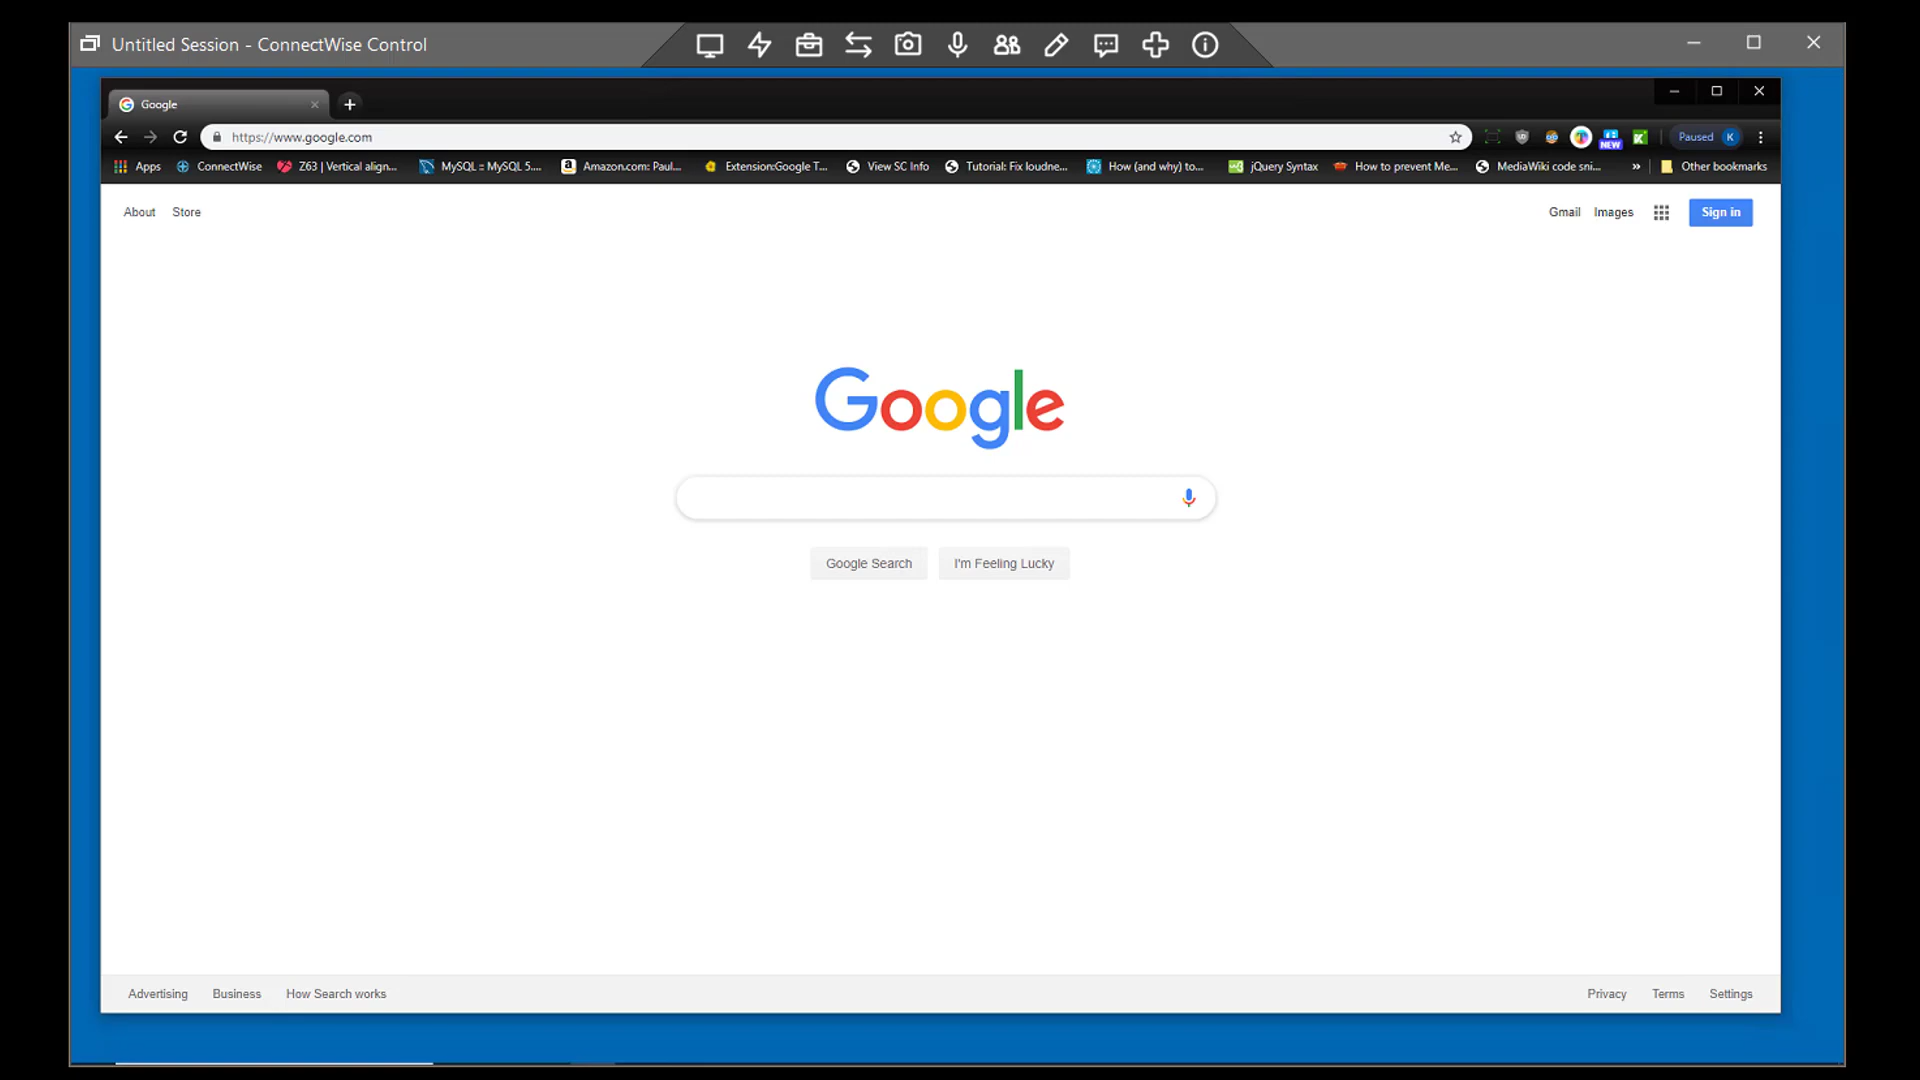 Untitled Session - ConnectWise Control
Google
https://www.google.com
NEW
Paused K
Apps ConnectWise Z63 | Vertical align... MySQL :: MySQL 5.... Amazon.com: Paul... Extension:Google T... View SC Info Tutorial: Fix loudne... How (and why) to... jQuery Syntax How to prevent Me... MediaWiki code sni... » Other bookmarks
About Store Gmail Images Sign in
Google
Google Search I'm Feeling Lucky
Advertising Business How Search works Privacy Terms Settings